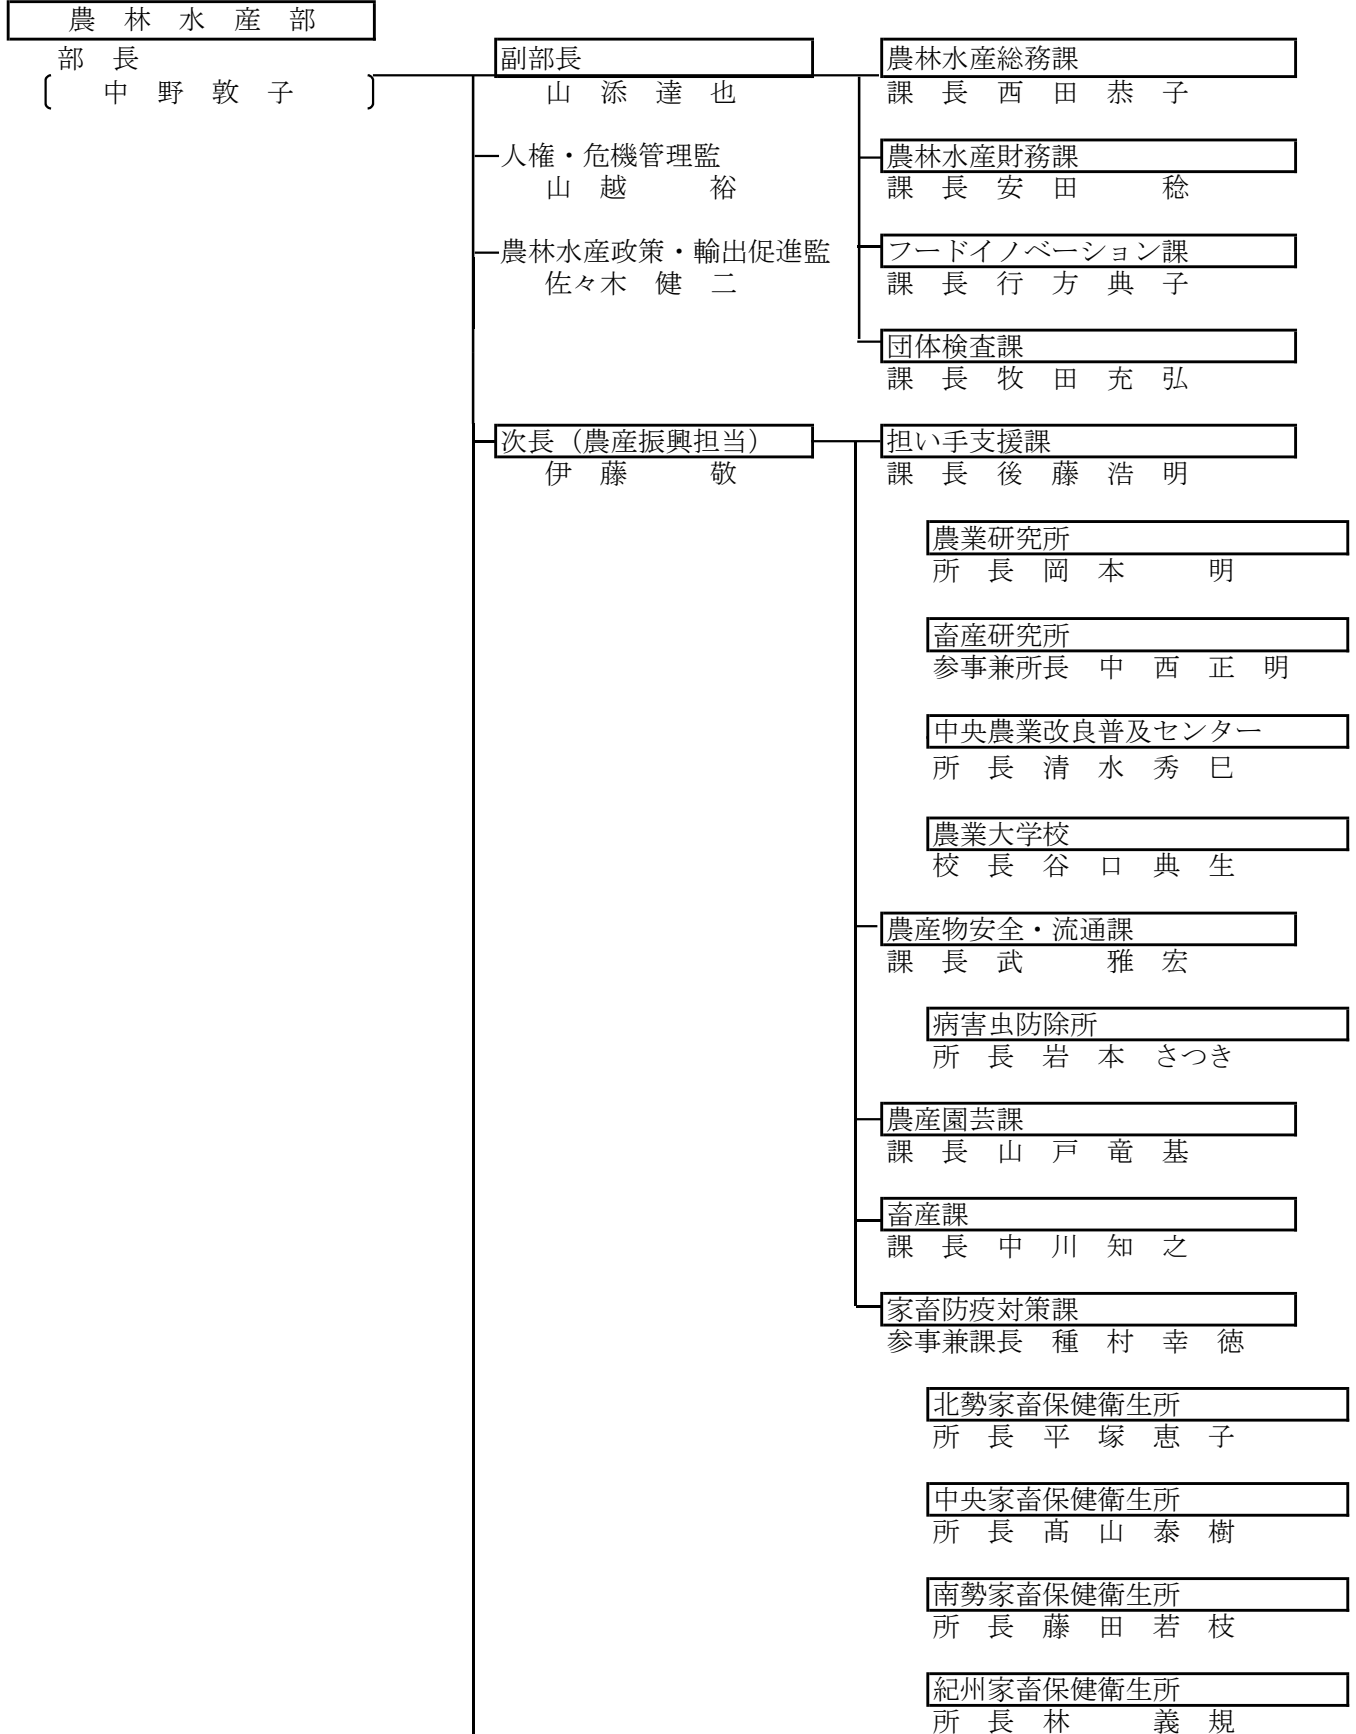 農林水産部
部長
中野敦子
副部長
山添達也
人権・危機管理監
山越 裕
農林水産政策・輸出促進監
佐々木健二
農林水産総務課
課長西田恭子
農林水産財務課
課長安田 稔
フードイノベーション課
課長行方典子
団体検査課
課長牧田充弘
次長（農産振興担当）
伊藤 敬
担い手支援課
課長後藤浩明
農業研究所
所長岡本 明
畜産研究所
参事兼所長 中西正明
中央農業改良普及センター
所長清水秀巳
農業大学校
校長谷口典生
農産物安全・流通課
課長武 雅宏
病害虫防除所
所長岩本さつき
農産園芸課
課長山戸竜基
畜産課
課長中川知之
家畜防疫対策課
参事兼課長 種村幸徳
北勢家畜保健衛生所
所長平塚恵子
中央家畜保健衛生所
所長髙山泰樹
南勢家畜保健衛生所
所長藤田若枝
紀州家畜保健衛生所
所長林 義規